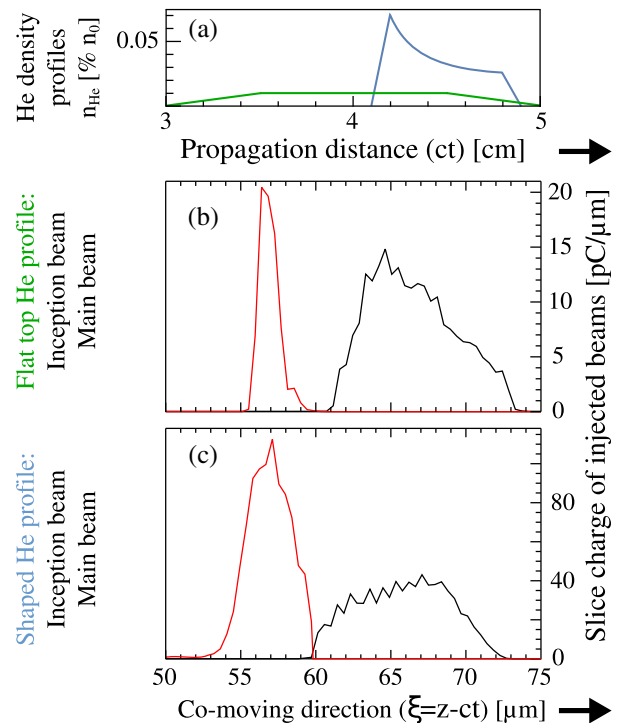 He density
profiles
n_He [% n_0]
0.05
(a)
3
4
5
Propagation distance (ct) [cm]
Flat top He profile:
Inception beam
Main beam
(b)
20
15
10
5
0
Shaped He profile:
Inception beam
Main beam
(c)
80
40
0
Slice charge of injected beams [pC/µm]
50
55
60
65
70
75
Co-moving direction (ξ=z-ct) [µm]